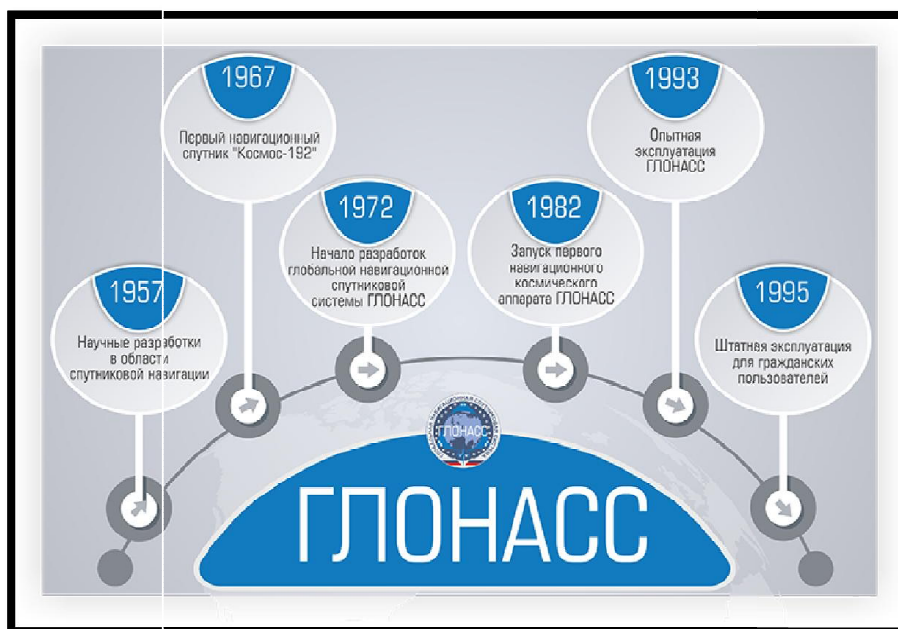 1957
Научные разработки
в области
спутниковой навигации
1967
Первый навигационный
спутник "Космос-192"
1972
Начало разработок
глобальной навигационной
спутниковой
системы ГЛОНАСС
1982
Запуск первого
навигационного
космического
аппарата ГЛОНАСС
1993
Опытная
эксплуатация
ГЛОНАСС
1995
Штатная эксплуатация
для гражданских
пользователей
ГЛОНАСС
ГЛОНАСС